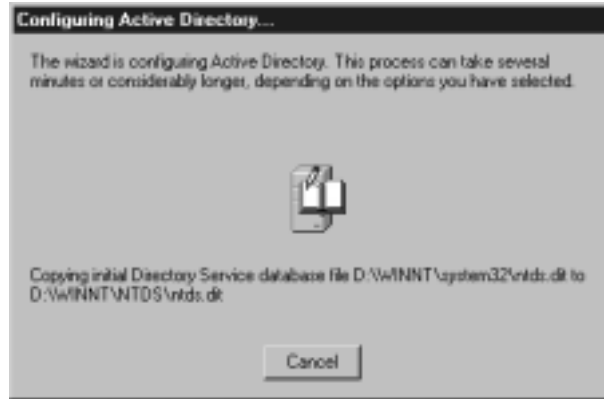 Configuring Active Directory...
The wizard is configuring Active Directory. This process can take several
minutes or considerably longer, depending on the options you have selected.
Copying initial Directory Service database file D:\WINNT\system32\ntds.dit to
D:\WINNT\NTDS\ntds.dit
Cancel